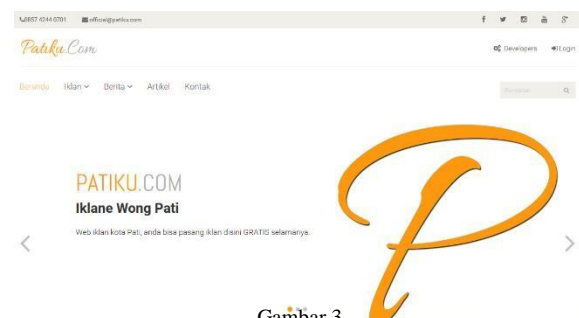 0857 4244 0701 office@patiku.com
Patiku.Com
Developers Login
Beranda Iklan Berita Artikel Kontak
PATIKU.COM
Iklane Wong Pati
Web iklan kota Pati, anda bisa pasang iklan disini GRATIS selamanya.
Gambar 3